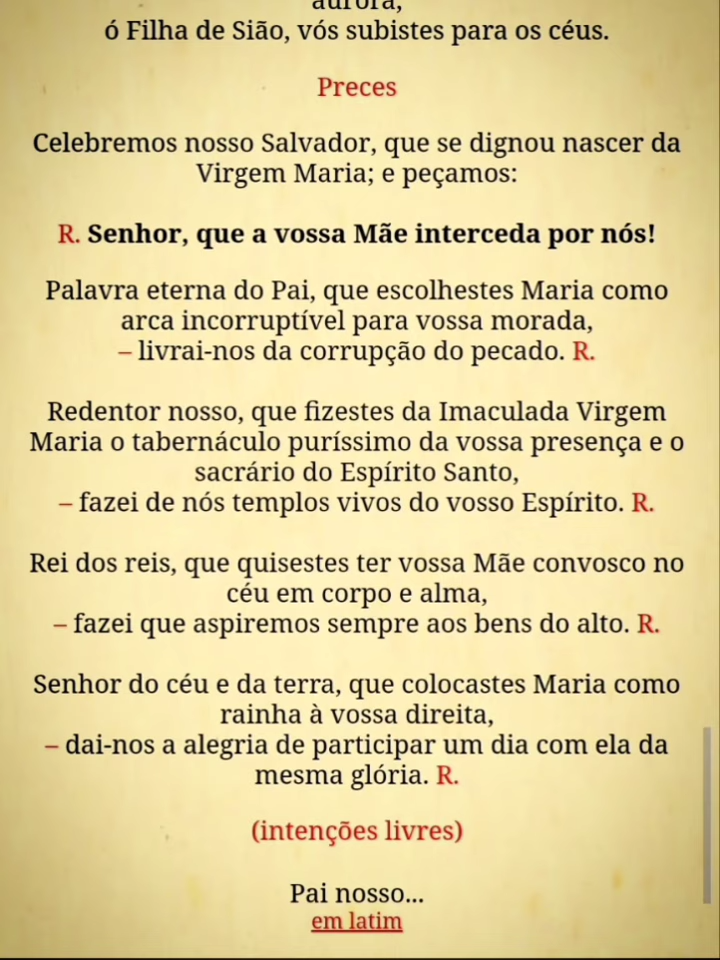 aurora,
ó Filha de Sião, vós subistes para os céus.
Preces
Celebremos nosso Salvador, que se dignou nascer da
Virgem Maria; e peçamos:
R. Senhor, que a vossa Mãe interceda por nós!
Palavra eterna do Pai, que escolhestes Maria como
arca incorruptível para vossa morada,
– livrai-nos da corrupção do pecado. R.
Redentor nosso, que fizestes da Imaculada Virgem
Maria o tabernáculo puríssimo da vossa presença e o
sacrário do Espírito Santo,
– fazei de nós templos vivos do vosso Espírito. R.
Rei dos reis, que quisestes ter vossa Mãe convosco no
céu em corpo e alma,
– fazei que aspiremos sempre aos bens do alto. R.
Senhor do céu e da terra, que colocastes Maria como
rainha à vossa direita,
– dai-nos a alegria de participar um dia com ela da
mesma glória. R.
(intenções livres)
Pai nosso...
em latim